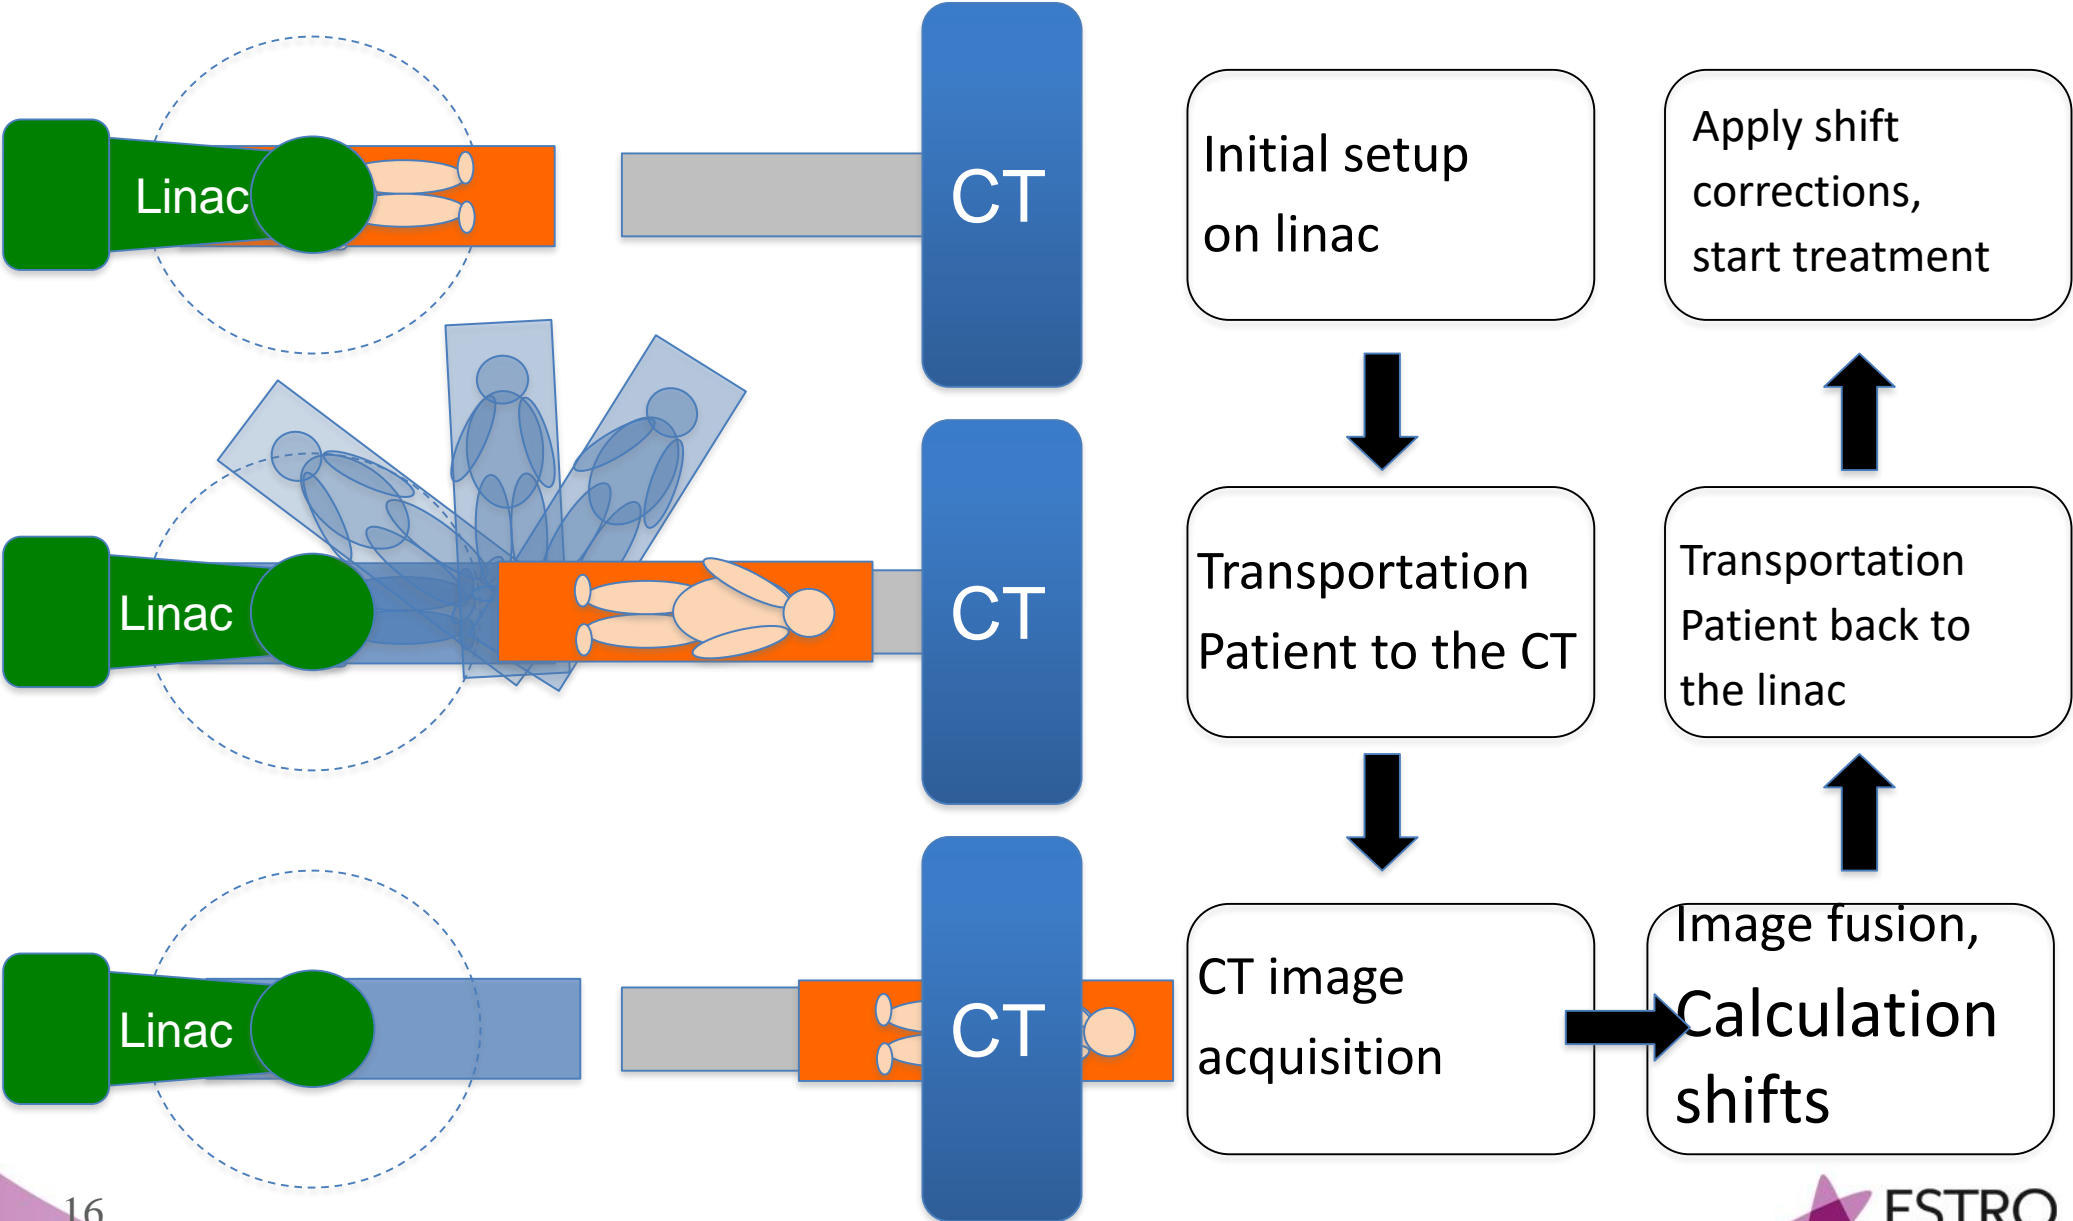 Linac
CT
Initial setup
on linac
Apply shift
corrections,
start treatment
Linac
CT
Transportation
Patient to the CT
Transportation
Patient back to
the linac
Linac
CT
CT image
acquisition
Image fusion,
Calculation
shifts
16
ESTRO